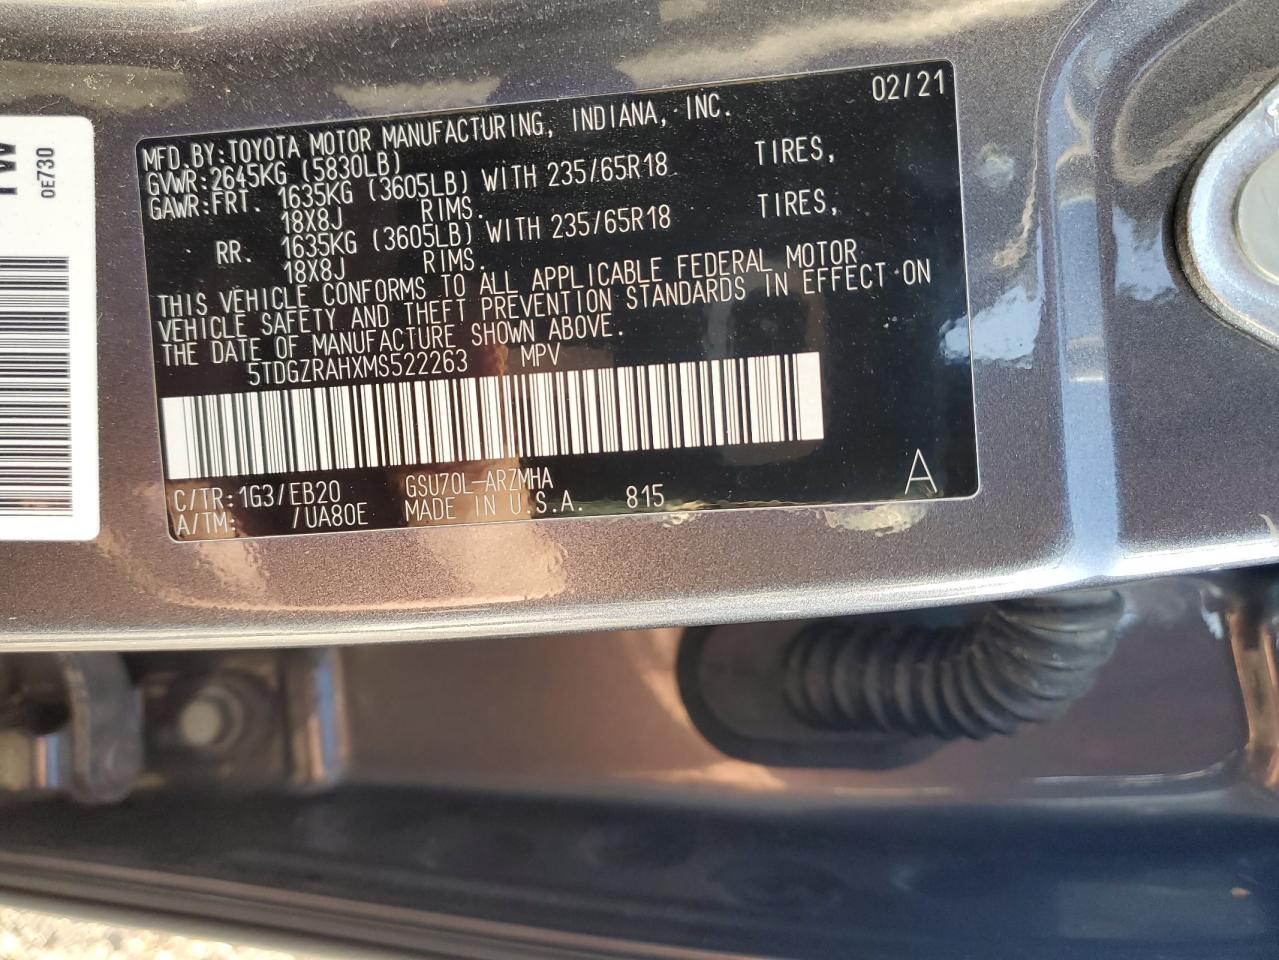 02/21
MFD.BY:TOYOTA MOTOR MANUFACTURING, INDIANA, INC.
GVWR:2645KG (5830LB)
GAWR:FRT. 1635KG (3605LB) WITH 235/65R18 TIRES,
18X8J RIMS.
RR. 1635KG (3605LB) WITH 235/65R18 TIRES,
18X8J RIMS.
THIS VEHICLE CONFORMS TO ALL APPLICABLE FEDERAL MOTOR
VEHICLE SAFETY AND THEFT PREVENTION STANDARDS IN EFFECT ON
THE DATE OF MANUFACTURE SHOWN ABOVE.
5TDGZRAHXMS522263 MPV
C/TR:1G3/EB20 GSU70L-ARZMHA
A/TM: /UA80E MADE IN U.S.A. 815
A
0E730